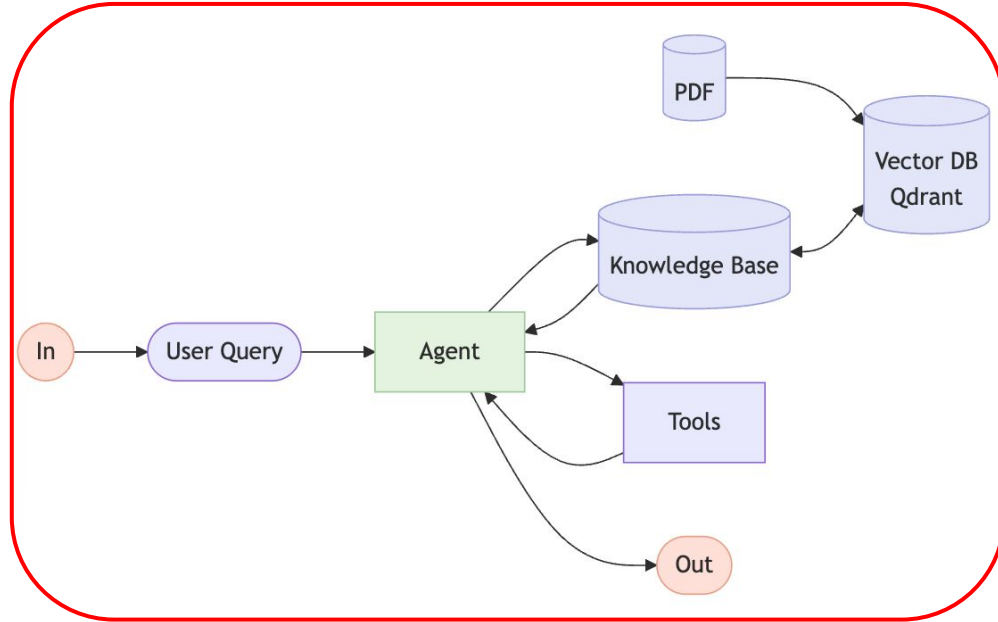 PDF
Vector DB
Qdrant
Knowledge Base
In
User Query
Agent
Tools
Out